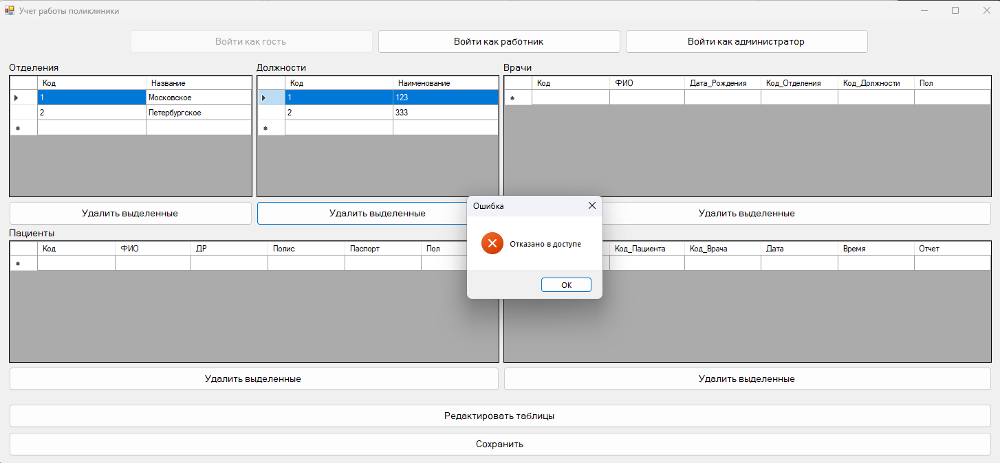 Учет работы поликлиники
Войти как гость Войти как работник Войти как администратор
Отделения Должности Врачи
Код Название Код Наименование Код ФИО Дата_Рождения Код_Отделения Код_Должности Пол
1 Московское 1 123
2 Петербургское 2 333
Удалить выделенные Удалить выделенные Удалить выделенные
Ошибка
Отказано в доступе
OK
Пациенты
Код ФИО ДР Полис Паспорт Пол Код_Пациента Код_Врача Дата Время Отчет
Удалить выделенные Удалить выделенные
Редактировать таблицы
Сохранить